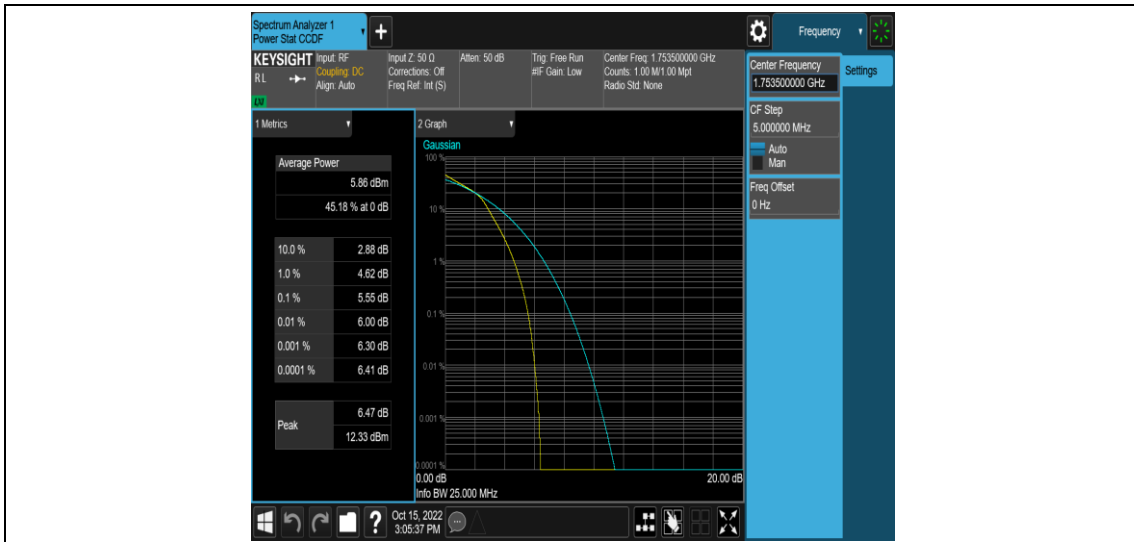 Spectrum Analyzer 1
Power Stat CCDF
Frequency
KEYSIGHT
RL
Input: RF
Coupling: DC
Align: Auto
Input Z: 50 Ω
Corrections: Off
Freq Ref: Int (S)
Atten: 50 dB
Trig: Free Run
#IF Gain: Low
Center Freq: 1.753500000 GHz
Counts: 1.00 M/1.00 Mpt
Radio Std: None
LXI
Center Frequency
1.753500000 GHz
Settings
CF Step
5.000000 MHz
Auto
Man
Freq Offset
0 Hz
1 Metrics
Average Power
5.86 dBm
45.18 % at 0 dB
10.0 % 2.88 dB
1.0 % 4.62 dB
0.1 % 5.55 dB
0.01 % 6.00 dB
0.001 % 6.30 dB
0.0001 % 6.41 dB
Peak
6.47 dB
12.33 dBm
2 Graph
Gaussian
100 %
10 %
1 %
0.1 %
0.01 %
0.001 %
0.0001 %
0.00 dB 20.00 dB
Info BW 25.000 MHz
?
Oct 15, 2022
3:05:37 PM